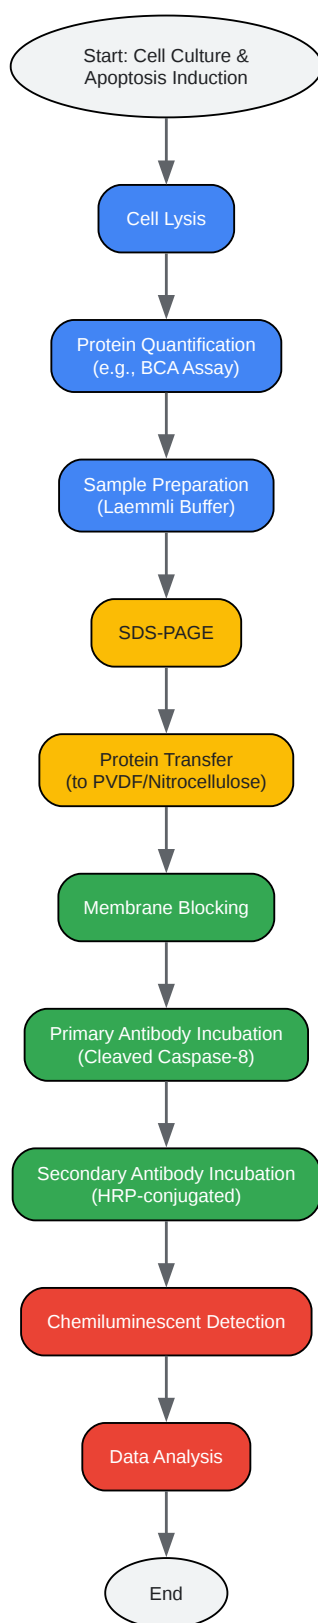 Start: Cell Culture &
Apoptosis Induction
Cell Lysis
Protein Quantification
(e.g., BCA Assay)
Sample Preparation
(Laemmli Buffer)
SDS-PAGE
Protein Transfer
(to PVDF/Nitrocellulose)
Membrane Blocking
Primary Antibody Incubation
(Cleaved Caspase-8)
Secondary Antibody Incubation
(HRP-conjugated)
Chemiluminescent Detection
Data Analysis
End